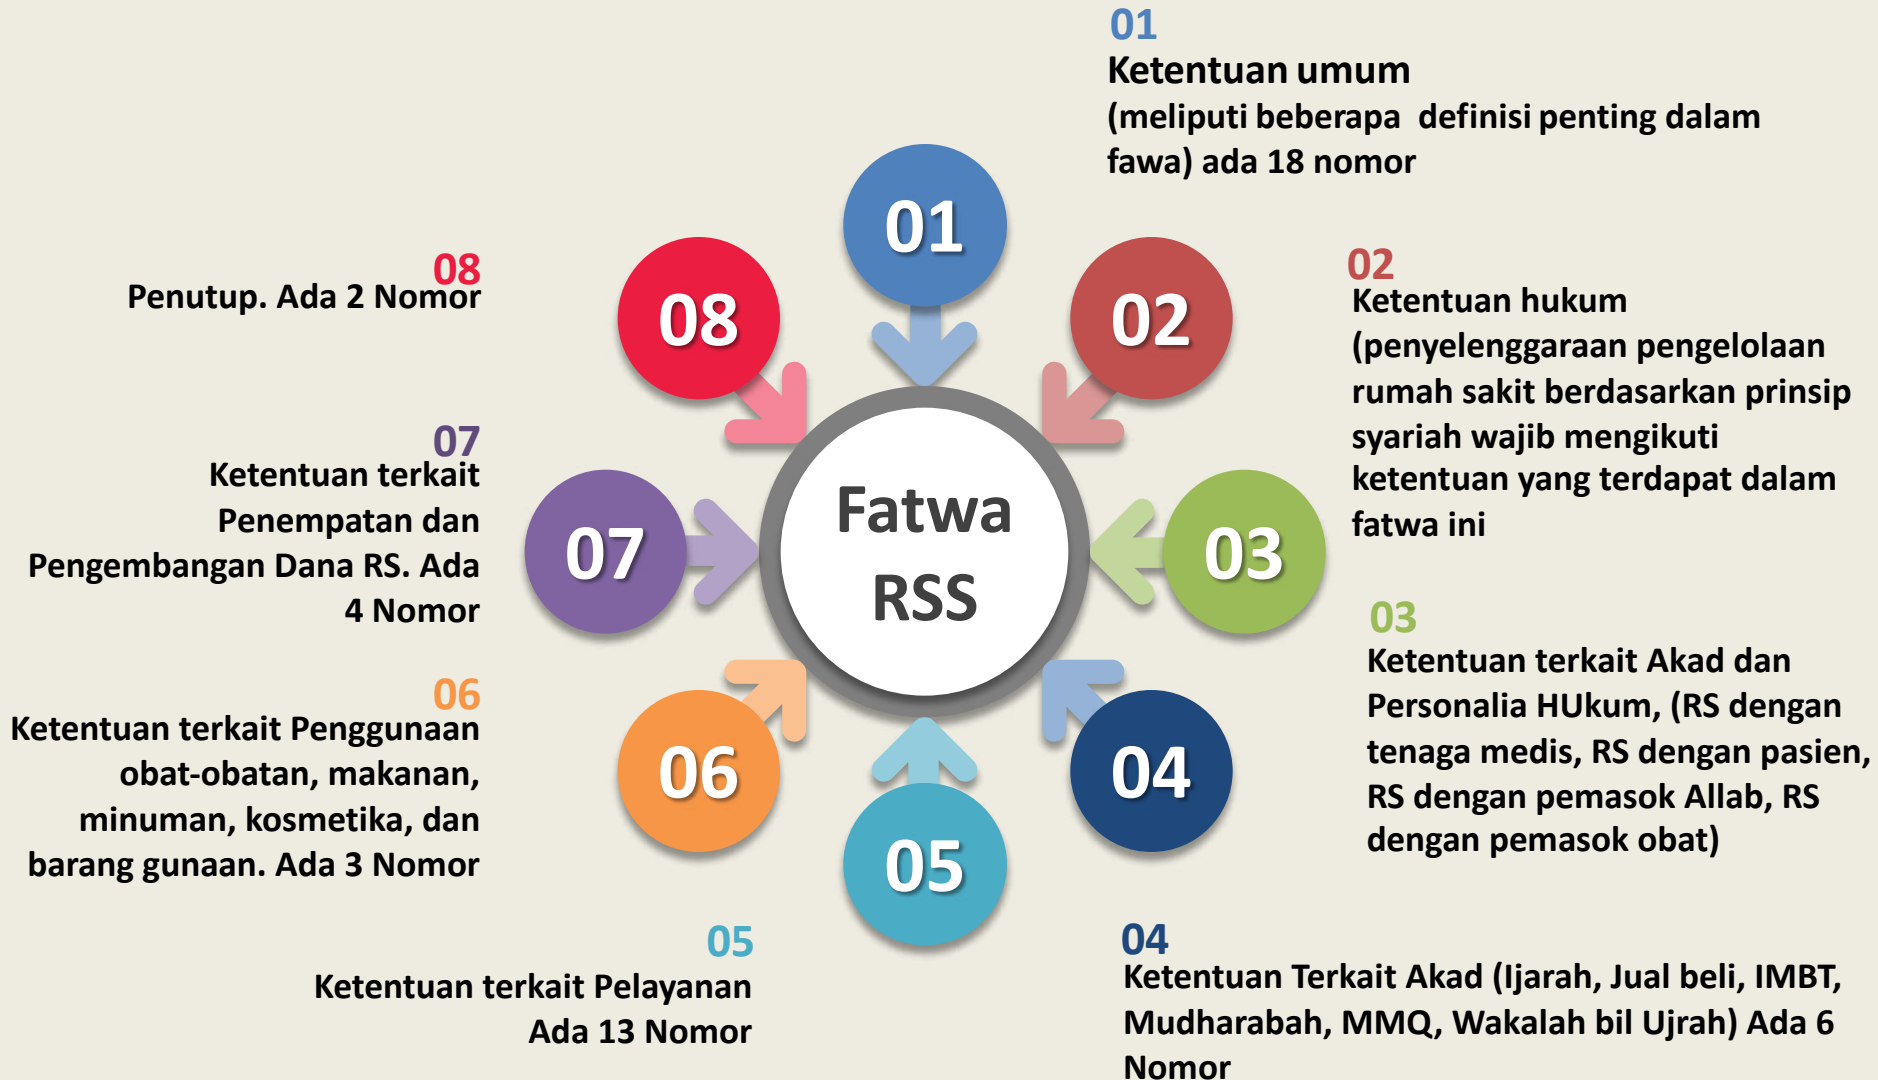 01
Ketentuan umum
(meliputi beberapa definisi penting dalam
fawa) ada 18 nomor
02
Ketentuan hukum
(penyelenggaraan pengelolaan
rumah sakit berdasarkan prinsip
syariah wajib mengikuti
ketentuan yang terdapat dalam
fatwa ini
03
Ketentuan terkait Akad dan
Personalia HUkum, (RS dengan
tenaga medis, RS dengan pasien,
RS dengan pemasok Allab, RS
dengan pemasok obat)
04
Ketentuan Terkait Akad (Ijarah, Jual beli, IMBT,
Mudharabah, MMQ, Wakalah bil Ujrah) Ada 6
Nomor
05
Ketentuan terkait Pelayanan
Ada 13 Nomor
06
Ketentuan terkait Penggunaan
obat-obatan, makanan,
minuman, kosmetika, dan
barang gunaan. Ada 3 Nomor
07
Ketentuan terkait
Penempatan dan
Pengembangan Dana RS. Ada
4 Nomor
08
Penutup. Ada 2 Nomor
01
02
03
04
05
06
07
08
Fatwa
RSS